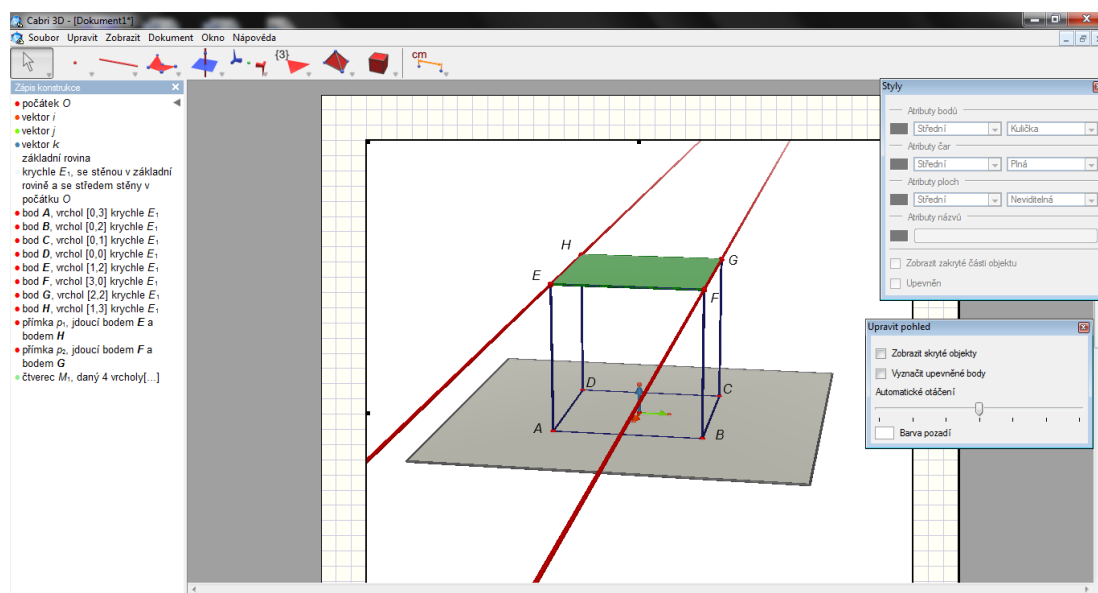 Cabri 3D - [Dokument1*]
Soubor Upravit Zobrazit Dokument Okno Nápověda
{3} cm
Zápis konstrukce
počátek O
vektor i
vektor j
vektor k
základní rovina
krychle E₁, se stěnou v základní
rovině a se středem stěny v
počátku O
bod A, vrchol [0,3] krychle E₁
bod B, vrchol [0,2] krychle E₁
bod C, vrchol [0,1] krychle E₁
bod D, vrchol [0,0] krychle E₁
bod E, vrchol [1,2] krychle E₁
bod F, vrchol [3,0] krychle E₁
bod G, vrchol [2,2] krychle E₁
bod H, vrchol [1,3] krychle E₁
přímka p₁, jdoucí bodem E a
bodem H
přímka p₂, jdoucí bodem F a
bodem G
čtverec M₁, daný 4 vrcholy[...]
H
G
E
F
D
C
A
B
Styly
Atributy bodů
Střední Kulička
Atributy čar
Střední Plná
Atributy ploch
Střední Neviditelná
Atributy názvů
Zobrazit zakryté části objektu
Upevněn
Upravit pohled
Zobrazit skryté objekty
Vyznačit upevněné body
Automatické otáčení
Barva pozadí